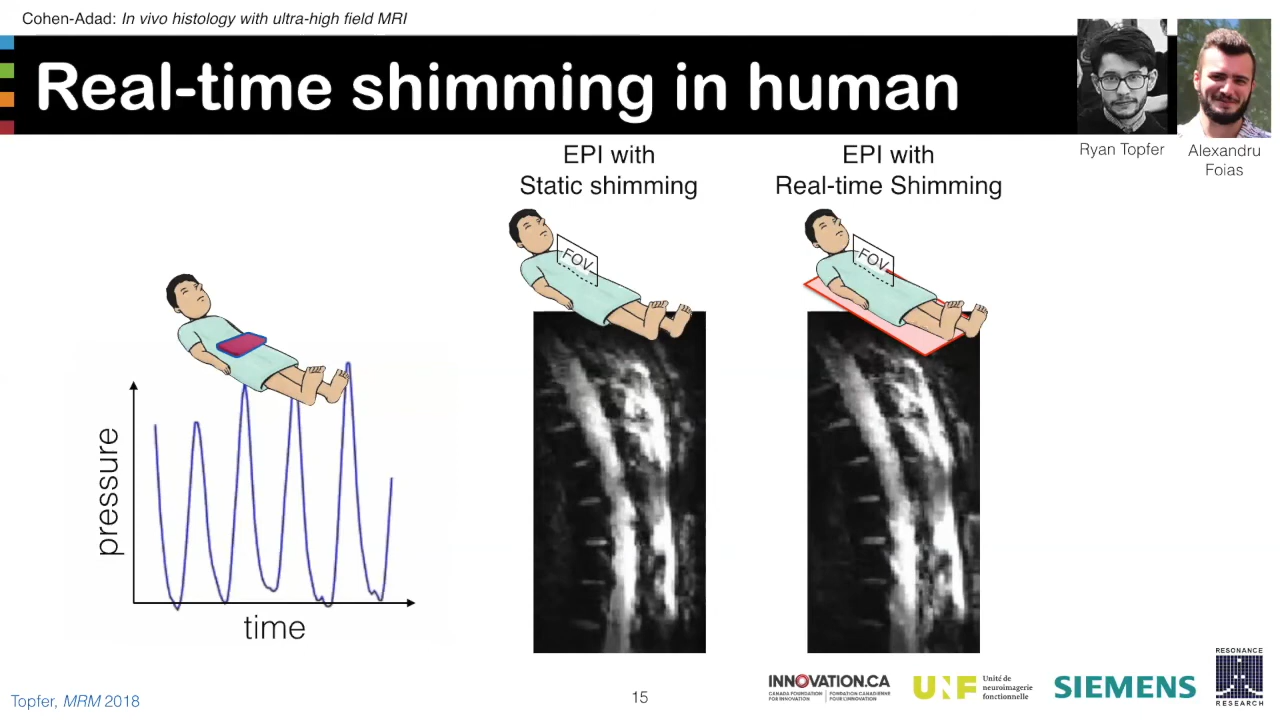 Cohen-Adad: In vivo histology with ultra-high field MRI
Real-time shimming in human
Ryan Topfer
Alexandru
Foias
EPI with
Static shimming
EPI with
Real-time Shimming
FOV
FOV
pressure
time
Topfer, MRM 2018
15
INNOVATION.CA
CANADA FOUNDATION
FOR INNOVATION
FONDATION CANADIENNE
POUR L'INNOVATION
UNF
Unité de
neuroimagerie
fonctionnelle
SIEMENS
RESONANCE
RESEARCH